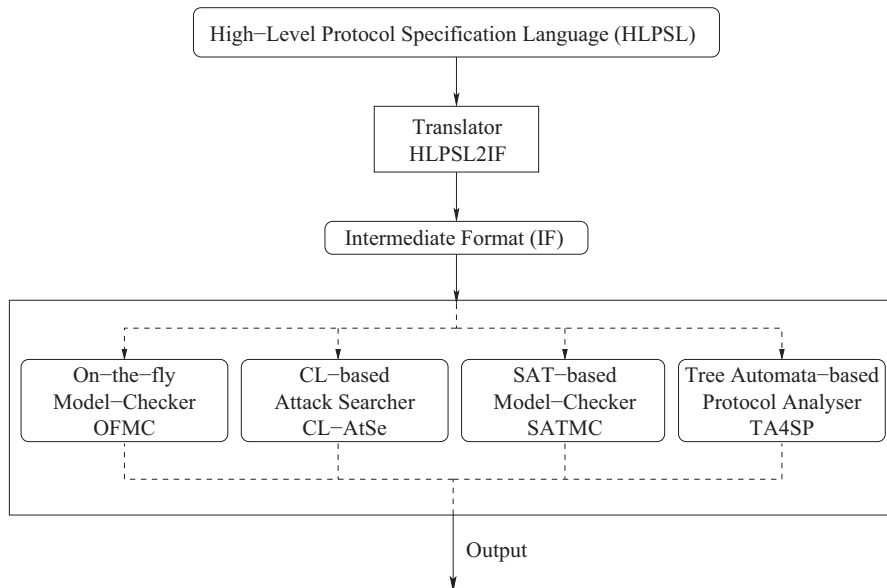 High−Level Protocol Specification Language (HLPSL)
Translator
HLPSL2IF
Intermediate Format (IF)
On−the−fly
Model−Checker
OFMC
CL−based
Attack Searcher
CL−AtSe
SAT−based
Model−Checker
SATMC
Tree Automata−based
Protocol Analyser
TA4SP
Output